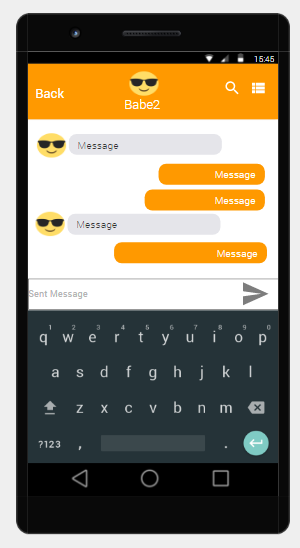 15:45
Back
Babe2
Message
Message
Message
Message
Message
Sent Message
1 2 3 4 5 6 7 8 9 0
q w e r t y u i o p
a s d f g h j k l
z x c v b n m
?123 , .